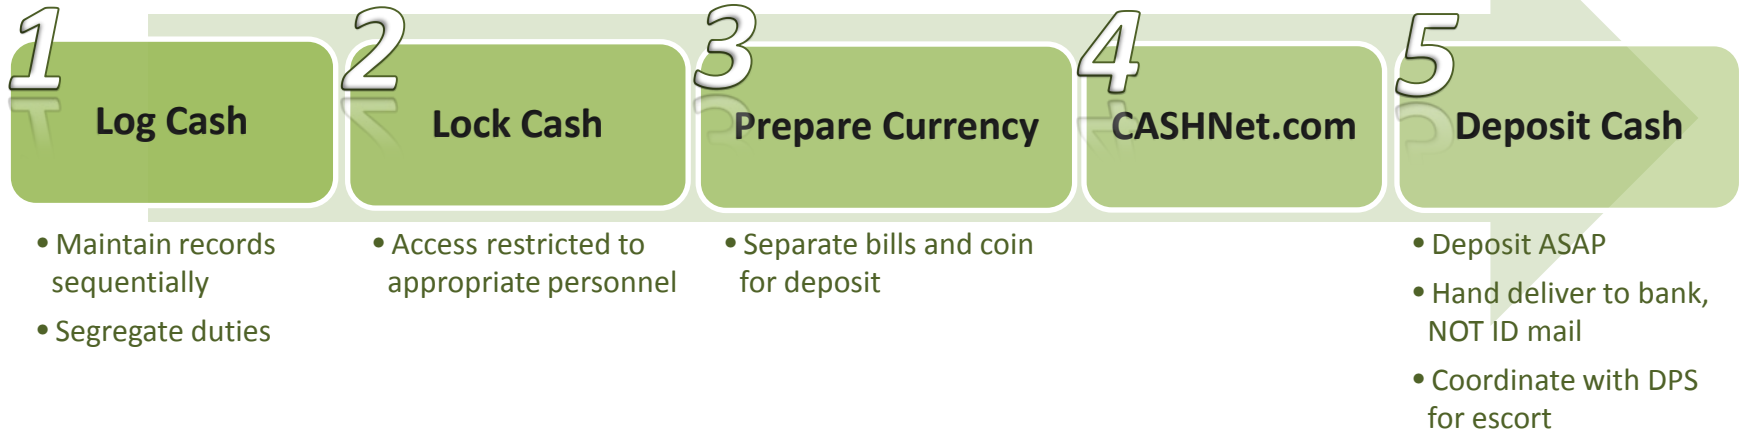 1
Log Cash
• Maintain records
sequentially
• Segregate duties
2
Lock Cash
• Access restricted to
appropriate personnel
3
Prepare Currency
• Separate bills and coin
for deposit
4
CASHNet.com
5
Deposit Cash
• Deposit ASAP
• Hand deliver to bank,
NOT ID mail
• Coordinate with DPS
for escort